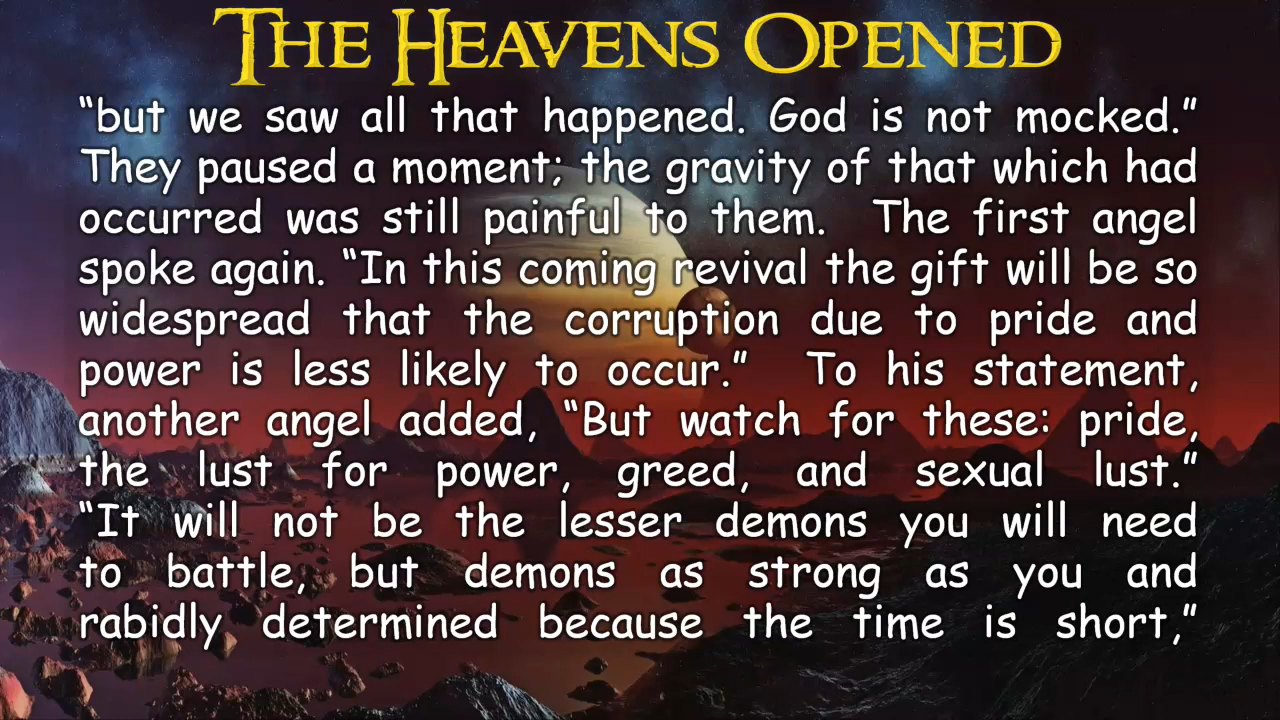 THE HEAVENS OPENED
“but we saw all that happened. God is not mocked.”
They paused a moment; the gravity of that which had
occurred was still painful to them. The first angel
spoke again. “In this coming revival the gift will be so
widespread that the corruption due to pride and
power is less likely to occur.” To his statement,
another angel added, “But watch for these: pride,
the lust for power, greed, and sexual lust.”
“It will not be the lesser demons you will need
to battle, but demons as strong as you and
rabidly determined because the time is short,”